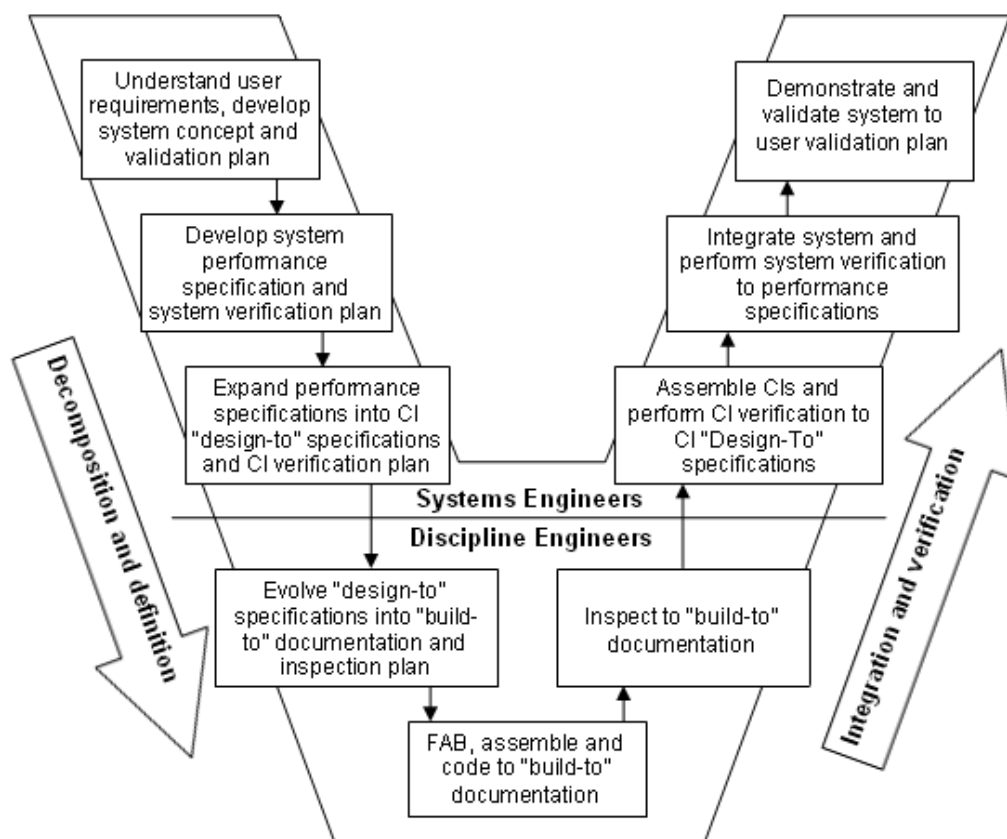 Understand user
requirements, develop
system concept and
validation plan
Develop system
performance
specification and
system verification plan
Expand performance
specifications into CI
"design-to" specifications
and CI verification plan
Systems Engineers
Discipline Engineers
Evolve "design-to"
specifications into "build-
to" documentation and
inspection plan
FAB, assemble and
code to "build-to"
documentation
Inspect to "build-to"
documentation
Assemble CIs and
perform CI verification to
CI "Design-To"
specifications
Integrate system and
perform system verification
to performance
specifications
Demonstrate and
validate system to
user validation plan
Decomposition and definition
Integration and verification